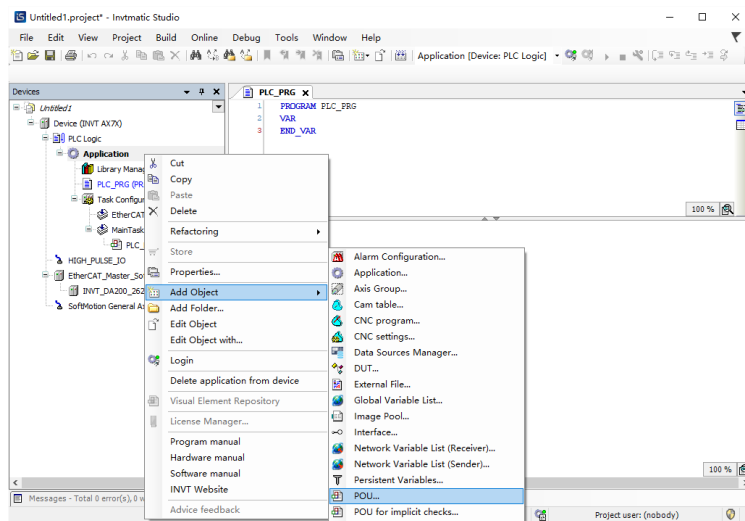 Untitled1.project* - Invtmatic Studio
File Edit View Project Build Online Debug Tools Window Help
Application [Device: PLC Logic]
Devices
PLC_PRG
Untitled1
Device (INVT AX7X)
PLC Logic
Application
Library Manag
PLC_PRG (PR
Task Configur
EtherCAT
MainTask
PLC_
HIGH_PULSE_IO
EtherCAT_Master_So
INVT_DA200_262
SoftMotion General A
1 PROGRAM PLC_PRG
2 VAR
3 END_VAR
100 %
Cut
Copy
Paste
Delete
Refactoring
Store
Properties...
Add Object
Add Folder...
Edit Object
Edit Object with...
Login
Delete application from device
Visual Element Repository
License Manager...
Program manual
Hardware manual
Software manual
INVT Website
Advice feedback
Alarm Configuration...
Application...
Axis Group...
Cam table...
CNC program...
CNC settings...
Data Sources Manager...
DUT...
External File...
Global Variable List...
Image Pool...
Interface...
Network Variable List (Receiver)...
Network Variable List (Sender)...
Persistent Variables...
POU...
POU for implicit checks...
100 %
Messages - Total 0 error(s), 0 w
Project user: (nobody)